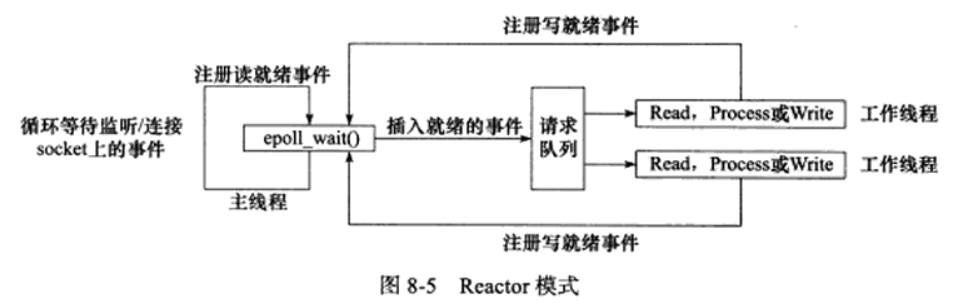 注册写就绪事件
注册读就绪事件
循环等待监听/连接
socket上的事件
epoll_wait()
插入就绪的事件
请求
队列
Read，Process或Write
工作线程
Read，Process或Write
工作线程
主线程
注册写就绪事件
图 8-5 Reactor 模式